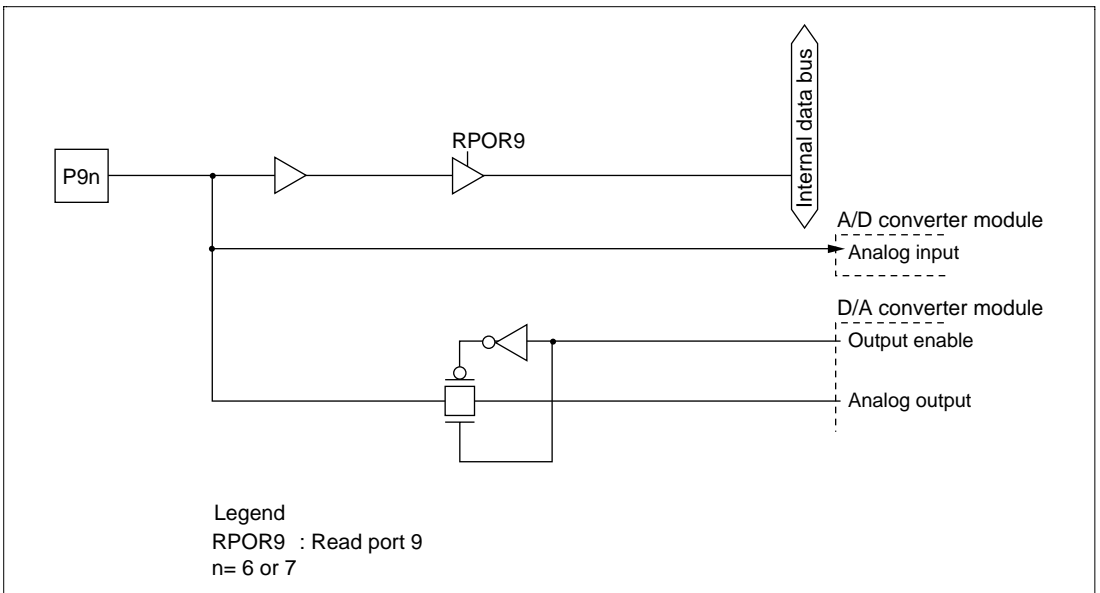 Internal data bus
RPOR9
P9n
A/D converter module
Analog input
D/A converter module
Output enable
Analog output
Legend
RPOR9 : Read port 9
n= 6 or 7